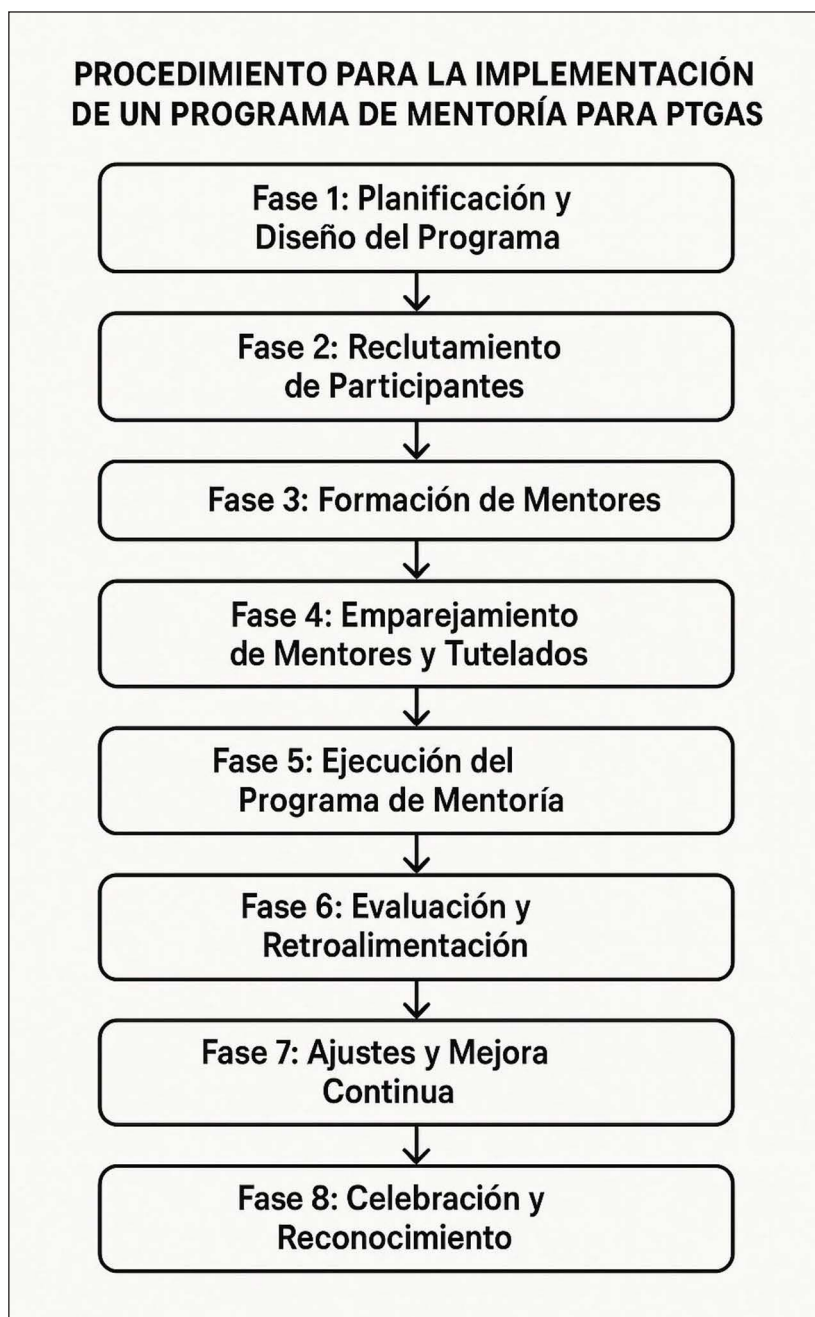 PROCEDIMIENTO PARA LA IMPLEMENTACIÓN
DE UN PROGRAMA DE MENTORÍA PARA PTGAS
Fase 1: Planificación y
Diseño del Programa
Fase 2: Reclutamiento
de Participantes
Fase 3: Formación de Mentores
Fase 4: Emparejamiento
de Mentores y Tutelados
Fase 5: Ejecución del
Programa de Mentoría
Fase 6: Evaluación y
Retroalimentación
Fase 7: Ajustes y Mejora
Continua
Fase 8: Celebración y
Reconocimiento